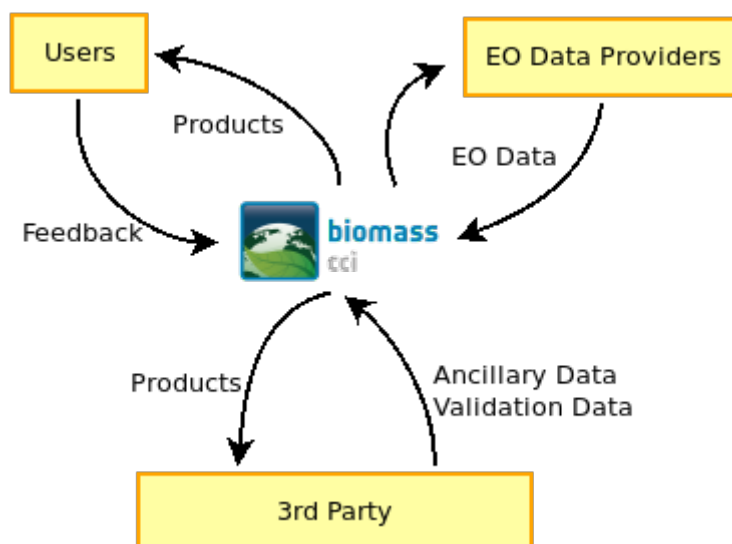 Users
EO Data Providers
Products
EO Data
Feedback
biomass
cci
Products
Ancillary Data
Validation Data
3rd Party